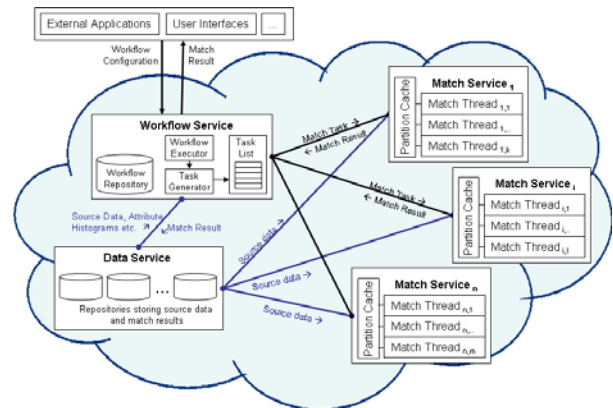 External Applications
User Interfaces
...
Workflow
Configuration
Match
Result
Workflow Service
Workflow
Repository
Workflow
Executor
Task
Generator
Task
List
Source Data, Attribute
Histograms etc.
Match Result
Data Service
...
Repositories storing source data
and match results
Match Task →
← Match Result
Match Task →
← Match Result
Source data →
Source data →
Source data →
Match Service 1
Partition Cache
Match Thread 1,1
Match Thread 1,..
Match Thread 1,k
Match Service i
Partition Cache
Match Thread i,1
Match Thread i,..
Match Thread i,l
Match Service n
Partition Cache
Match Thread n,1
Match Thread n,..
Match Thread n,m